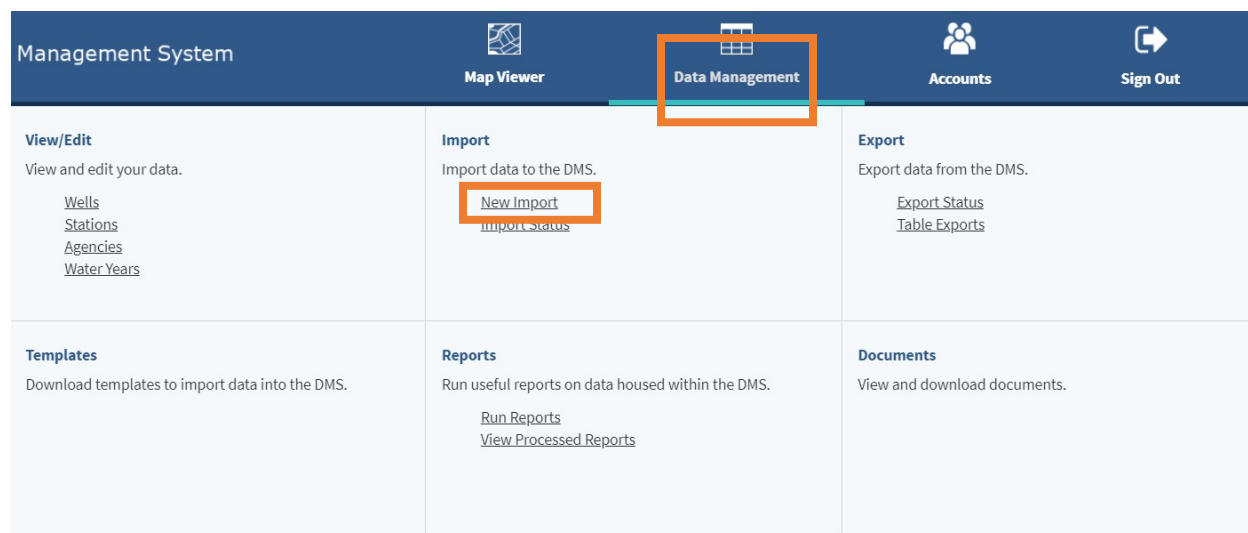 Management System
Map Viewer
Data Management
Accounts
Sign Out
View/Edit
View and edit your data.
Wells
Stations
Agencies
Water Years
Import
Import data to the DMS.
New Import
Import Status
Export
Export data from the DMS.
Export Status
Table Exports
Templates
Download templates to import data into the DMS.
Reports
Run useful reports on data housed within the DMS.
Run Reports
View Processed Reports
Documents
View and download documents.